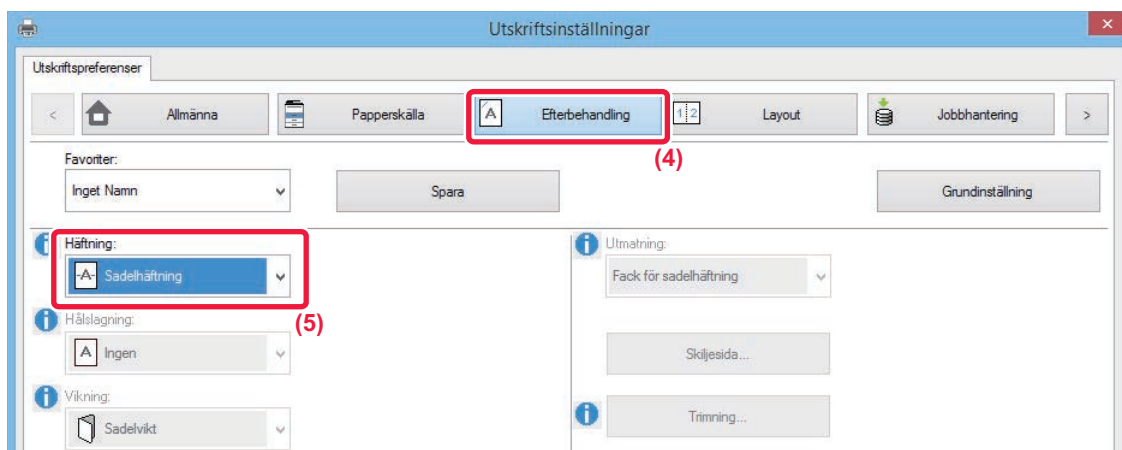 Utskriftsinställningar
Utskriftspreferenser
< Allmänna Papperskälla Efterbehandling Layout Jobbhantering >
(4)
Favoriter:
Inget Namn Spara Grundinställning
Häftning: Utmatning:
Sadelhäftning Fack för sadelhäftning
(5)
Hålslagning:
Ingen Skiljesida...
Vikning:
Sadelvikt Trimning...